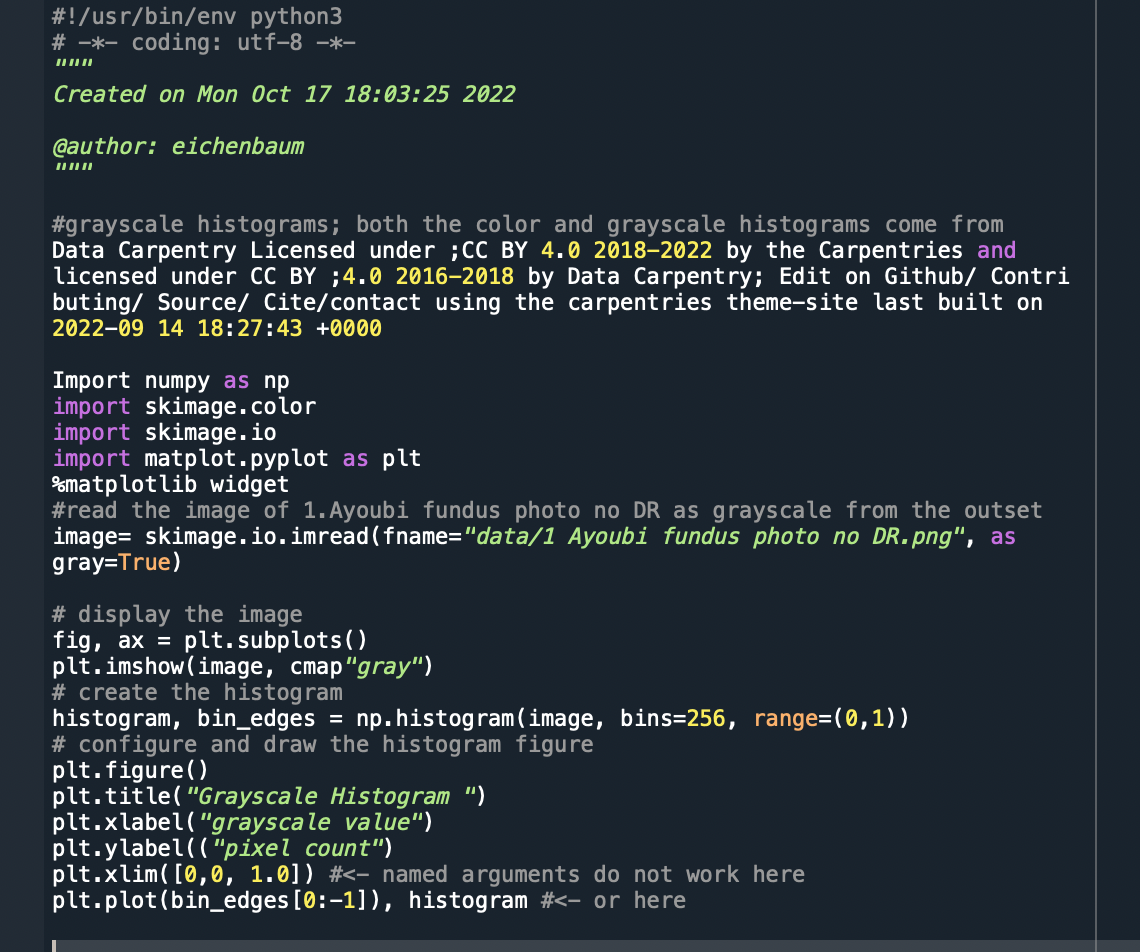 #!/usr/bin/env python3
# -*- coding: utf-8 -*-
"""
Created on Mon Oct 17 18:03:25 2022

@author: eichenbaum
"""

#grayscale histograms; both the color and grayscale histograms come from
Data Carpentry Licensed under ;CC BY 4.0 2018-2022 by the Carpentries and
licensed under CC BY ;4.0 2016-2018 by Data Carpentry; Edit on Github/ Contri
buting/ Source/ Cite/contact using the carpentries theme-site last built on
2022-09 14 18:27:43 +0000

Import numpy as np
import skimage.color
import skimage.io
import matplot.pyplot as plt
%matplotlib widget
#read the image of 1.Ayoubi fundus photo no DR as grayscale from the outset
image= skimage.io.imread(fname="data/1 Ayoubi fundus photo no DR.png", as
gray=True)

# display the image
fig, ax = plt.subplots()
plt.imshow(image, cmap"gray")
# create the histogram
histogram, bin_edges = np.histogram(image, bins=256, range=(0,1))
# configure and draw the histogram figure
plt.figure()
plt.title("Grayscale Histogram ")
plt.xlabel("grayscale value")
plt.ylabel(("pixel count")
plt.xlim([0,0, 1.0]) #<- named arguments do not work here
plt.plot(bin_edges[0:-1]), histogram #<- or here